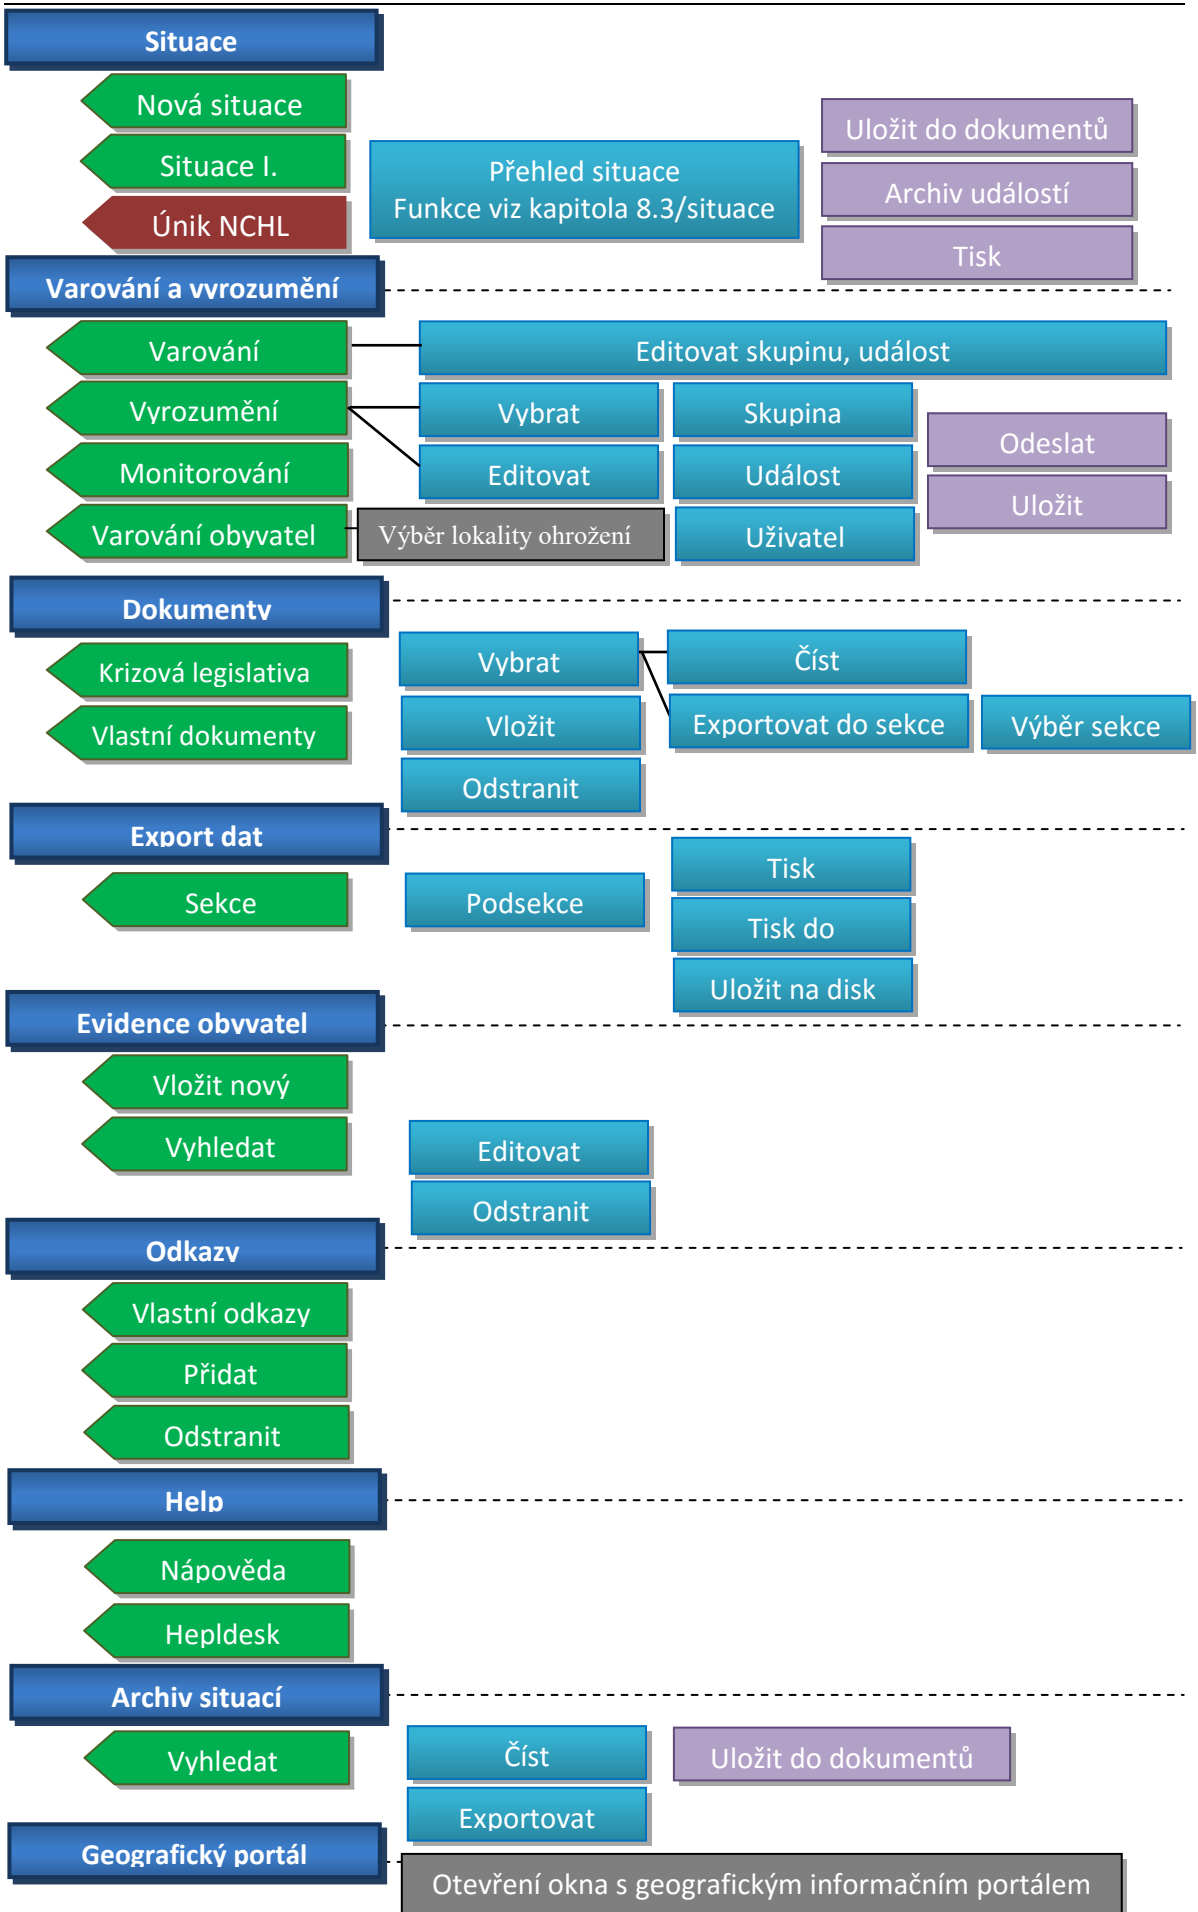 Situace
Nová situace
Situace I.
Únik NCHL
Přehled situace
Funkce viz kapitola 8.3/situace
Uložit do dokumentů
Archiv událostí
Tisk
Varování a vyrozumění
Varování
Editovat skupinu, událost
Vyrozumění
Vybrat
Skupina
Odeslat
Monitorování
Editovat
Událost
Uložit
Varování obyvatel
Výběr lokality ohrožení
Uživatel
Dokumenty
Krizová legislativa
Vybrat
Číst
Vlastní dokumenty
Vložit
Exportovat do sekce
Výběr sekce
Odstranit
Export dat
Sekce
Podsekce
Tisk
Tisk do
Uložit na disk
Evidence obyvatel
Vložit nový
Vyhledat
Editovat
Odstranit
Odkazy
Vlastní odkazy
Přidat
Odstranit
Help
Nápověda
Hepldesk
Archiv situací
Vyhledat
Číst
Uložit do dokumentů
Exportovat
Geografický portál
Otevření okna s geografickým informačním portálem